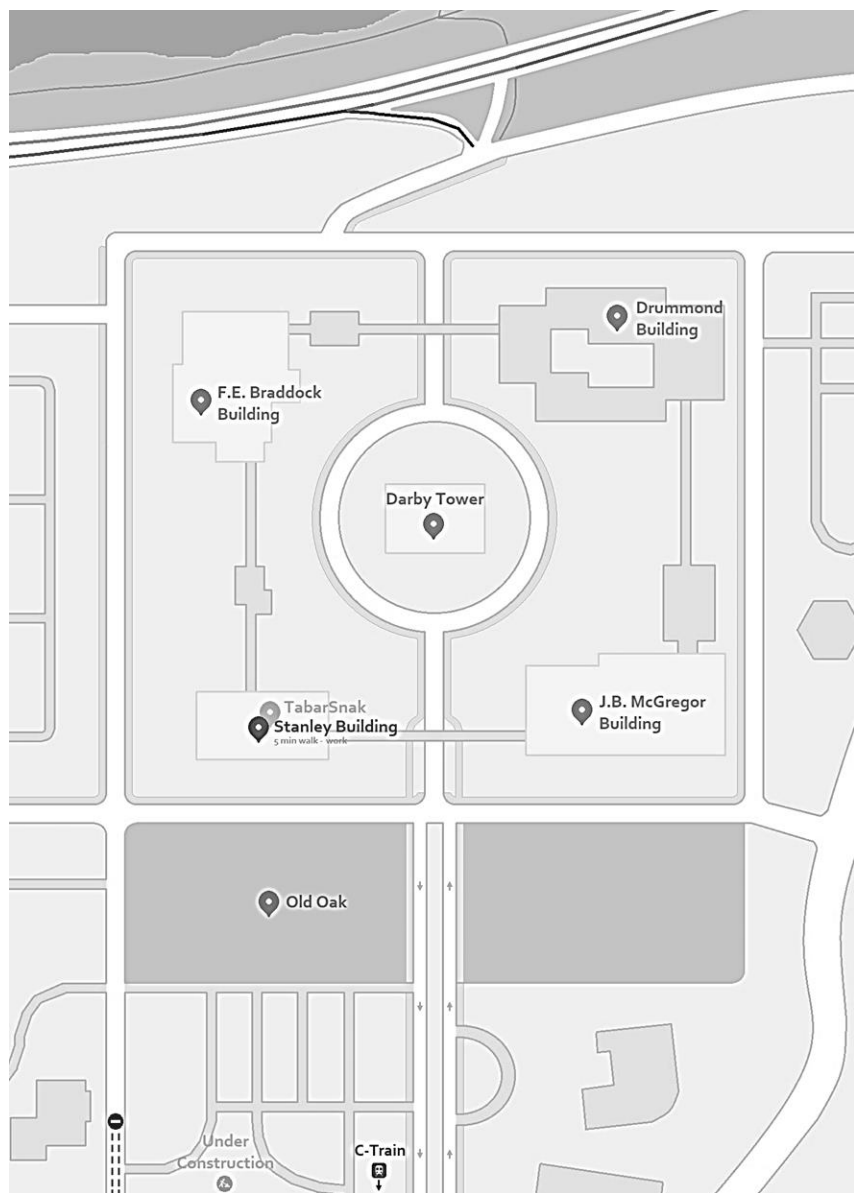 Drummond
Building
F.E. Braddock
Building
Darby Tower
TabarSnak
Stanley Building
5 min walk - work
J.B. McGregor
Building
Old Oak
Under
Construction
C-Train